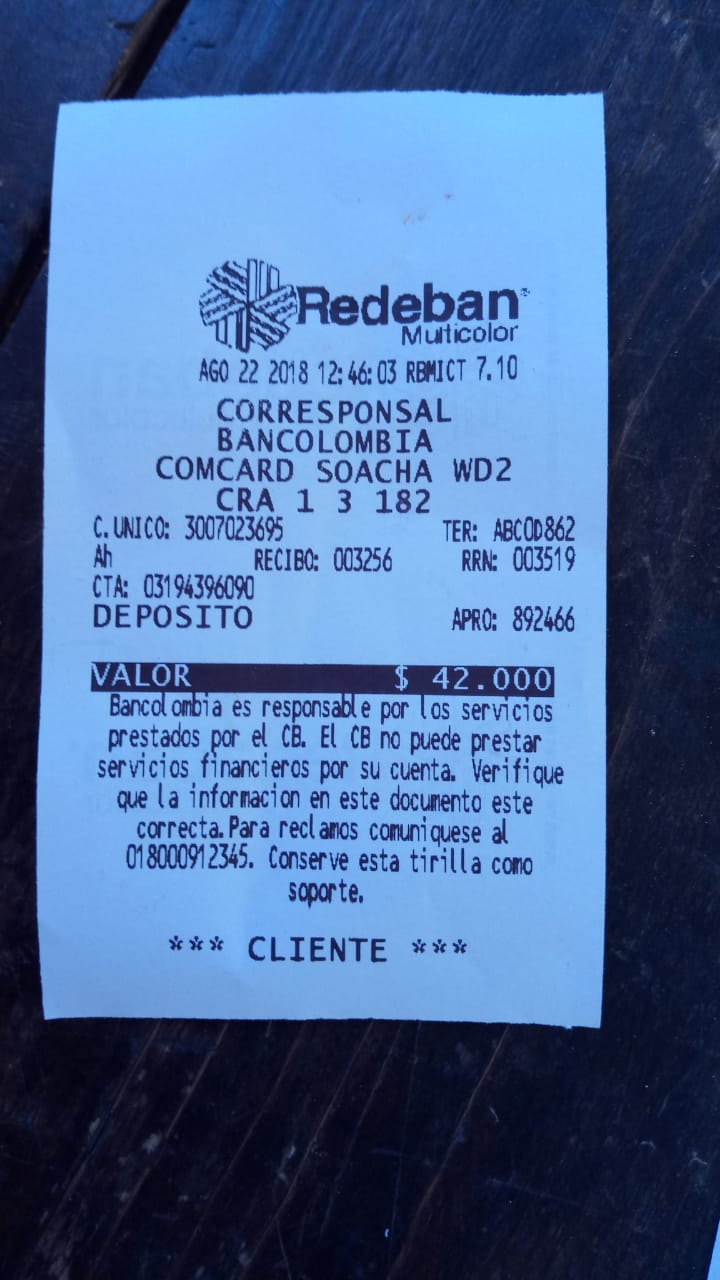 Redeban®
Multicolor
AGO 22 2018 12:46:03 RBMICT 7.10
CORRESPONSAL
BANCOLOMBIA
COMCARD SOACHA WD2
CRA 1 3 182
C.UNICO: 3007023695 TER: ABCOD862
Ah RECIBO: 003256 RRN: 003519
CTA: 03194396090
DEPOSITO APRO: 892466
VALOR $ 42.000
Bancolombia es responsable por los servicios
prestados por el CB. El CB no puede prestar
servicios financieros por su cuenta. Verifique
que la informacion en este documento este
correcta.Para reclamos comuniquese al
018000912345. Conserve esta tirilla como
soporte.
*** CLIENTE ***